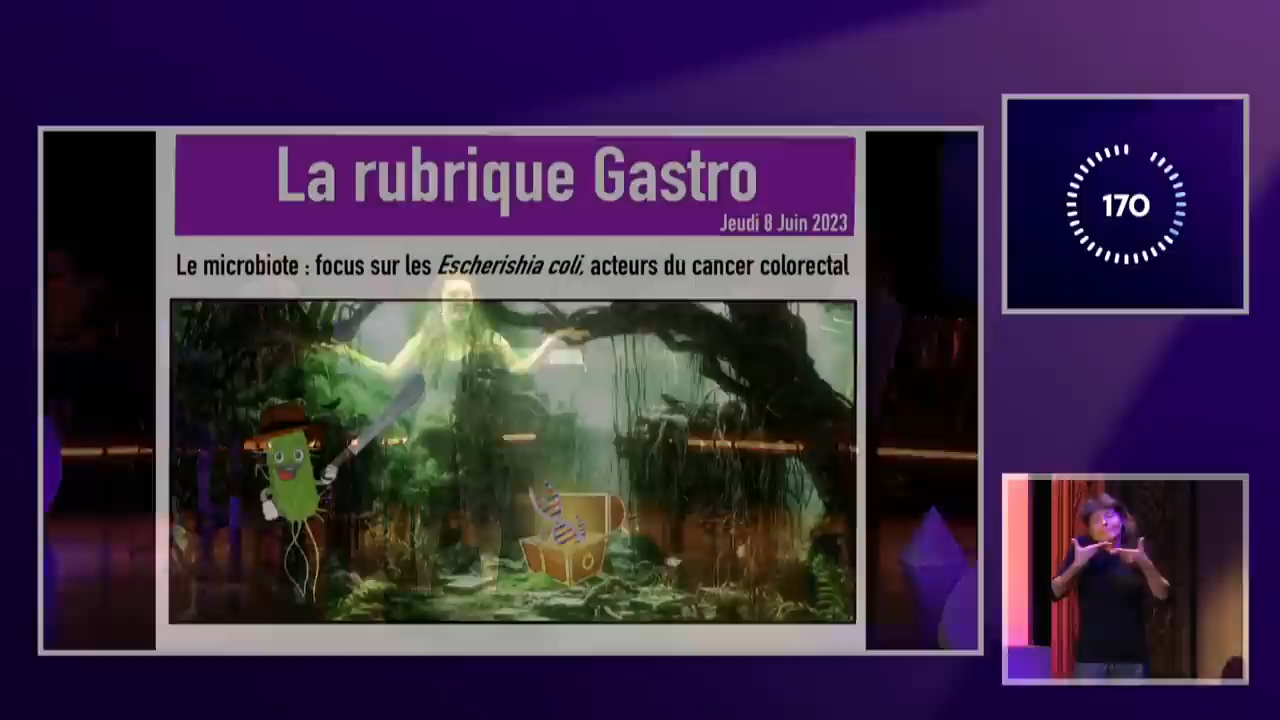 La rubrique Gastro
Jeudi 8 Juin 2023
Le microbiote : focus sur les Escherishia coli, acteurs du cancer colorectal
170